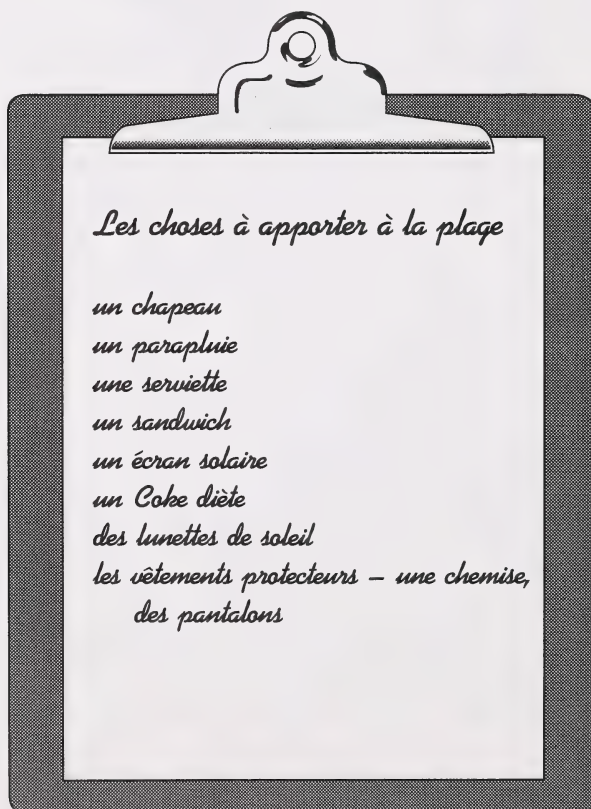 Les choses à apporter à la plage
un chapeau
un parapluie
une serviette
un sandwich
un écran solaire
un Coke diète
des lunettes de soleil
les vêtements protecteurs – une chemise,
des pantalons